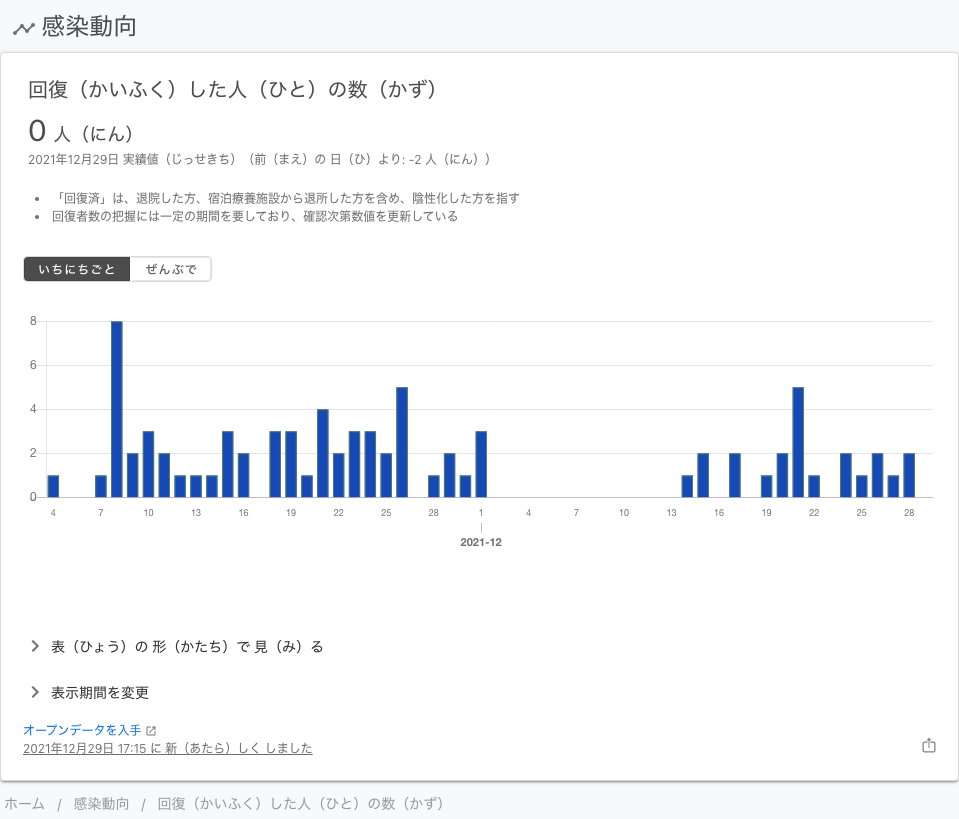 感染動向
回復（かいふく）した人（ひと）の数（かず）
0 人（にん）
2021年12月29日 実績値（じっせきち）（前（まえ）の 日（ひ）より: -2 人（にん））
「回復済」は、退院した方、宿泊療養施設から退所した方を含め、陰性化した方を指す
回復者数の把握には一定の期間を要しており、確認次第数値を更新している
いちにちごと ぜんぶで
8
6
4
2
0
4 7 10 13 16 19 22 25 28 1 4 7 10 13 16 19 22 25 28
2021-12
表（ひょう）の 形（かたち）で 見（み）る
表示期間を変更
オープンデータを入手
2021年12月29日 17:15 に 新（あたら）しく しました
ホーム / 感染動向 / 回復（かいふく）した人（ひと）の数（かず）